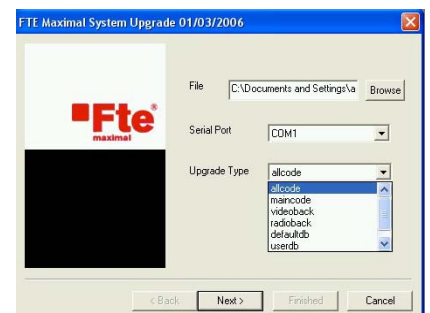 FTE Maximal System Upgrade 01/03/2006
Fte®
maximal
File C:\Documents and Settings\a Browse
Serial Port COM1
Upgrade Type allcode
allcode
maincode
videoback
radioback
defaultdb
userdb
< Back Next > Finished Cancel